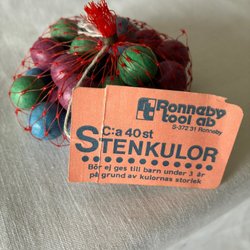 Ronneby
tool ab
S-372 31 Ronneby
C:a 40 st
STENKULOR
Bör ej ges till barn under 3 år
på grund av kulornas storlek